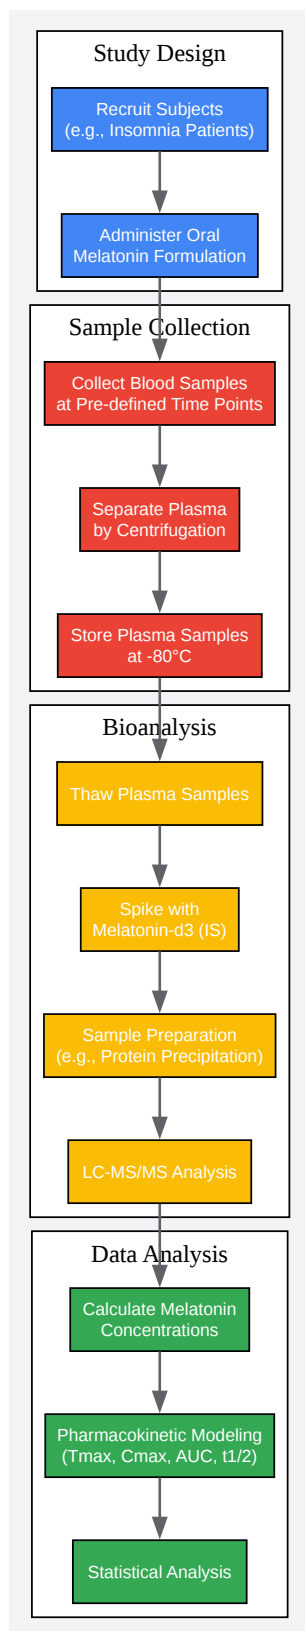 Study Design
Recruit Subjects
(e.g., Insomnia Patients)
Administer Oral
Melatonin Formulation
Sample Collection
Collect Blood Samples
at Pre-defined Time Points
Separate Plasma
by Centrifugation
Store Plasma Samples
at -80°C
Bioanalysis
Thaw Plasma Samples
Spike with
Melatonin-d3 (IS)
Sample Preparation
(e.g., Protein Precipitation)
LC-MS/MS Analysis
Data Analysis
Calculate Melatonin
Concentrations
Pharmacokinetic Modeling
(Tmax, Cmax, AUC, t1/2)
Statistical Analysis